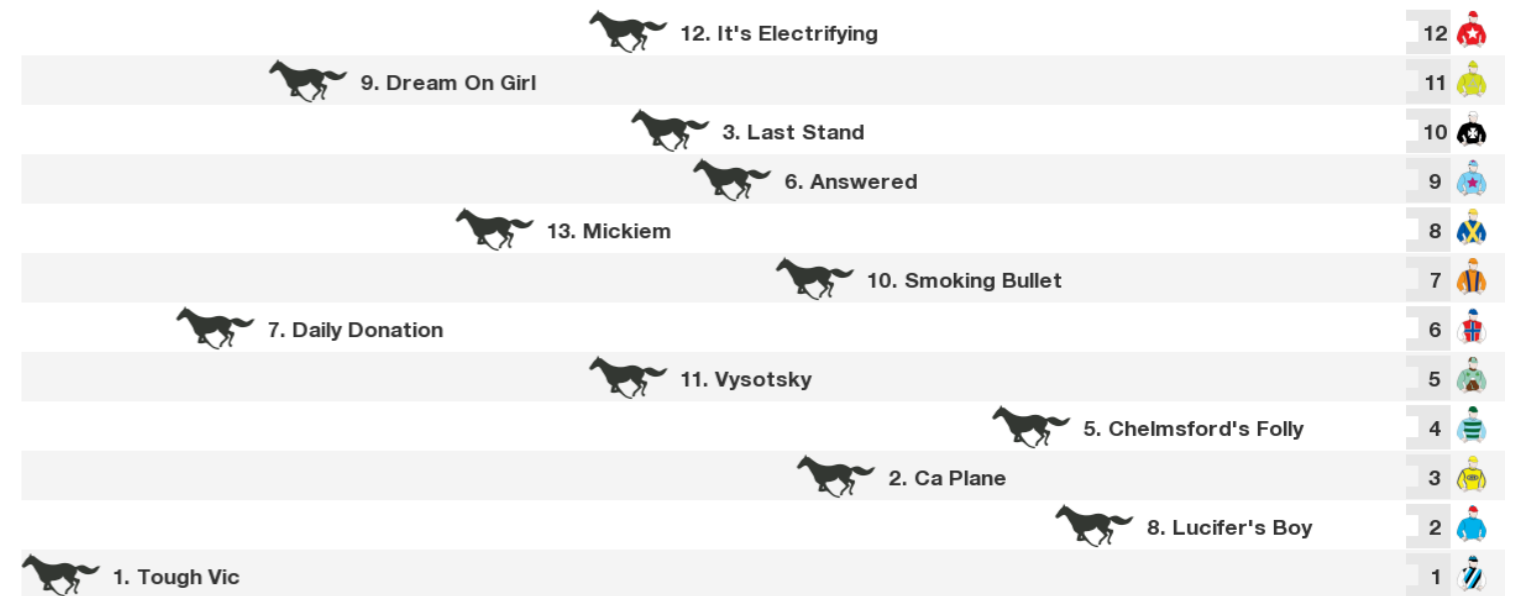 12. It's Electrifying 12
9. Dream On Girl 11
3. Last Stand 10
6. Answered 9
13. Mickiem 8
10. Smoking Bullet 7
7. Daily Donation 6
11. Vysotsky 5
5. Chelmsford's Folly 4
2. Ca Plane 3
8. Lucifer's Boy 2
1. Tough Vic 1